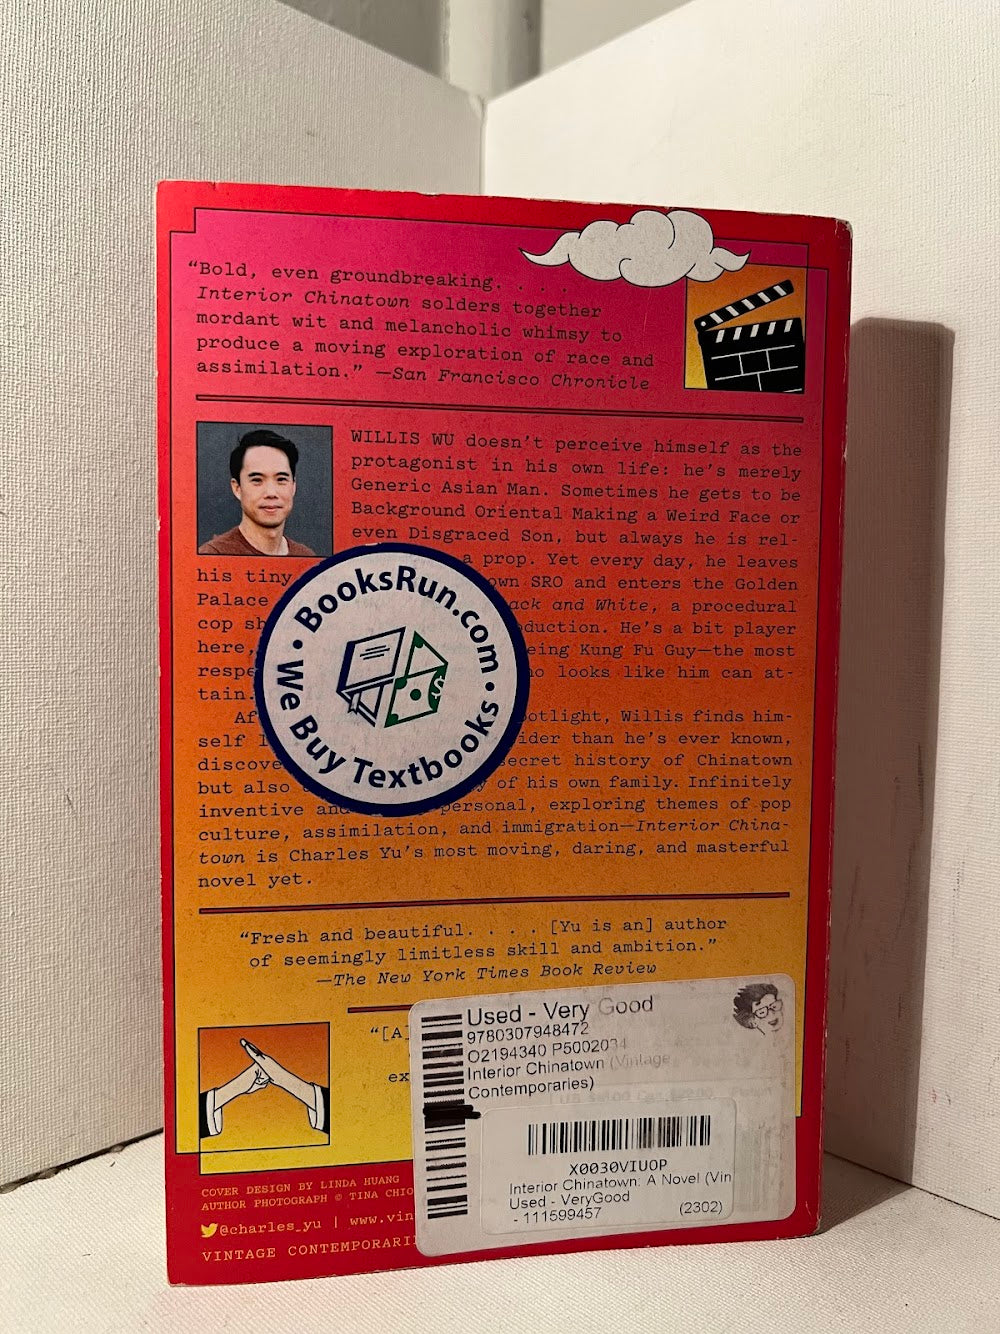 “Bold, even groundbreaking. . . .
Interior Chinatown solders together
mordant wit and melancholic whimsy to
produce a moving exploration of race and
assimilation.” —San Francisco Chronicle
WILLIS WU doesn’t perceive himself as the
protagonist in his own life: he’s merely
Generic Asian Man. Sometimes he gets to be
Background Oriental Making a Weird Face or
even Disgraced Son, but always he is rel-
a prop. Yet every day, he leaves
his tiny own SRO and enters the Golden
Palace ack and White, a procedural
cop sh duction. He’s a bit player
here, eing Kung Fu Guy—the most
respe o looks like him can at-
tain.
Af otlight, Willis finds him-
self ider than he’s ever known,
discove secret history of Chinatown
but also y of his own family. Infinitely
inventive and personal, exploring themes of pop
culture, assimilation, and immigration—Interior China-
town is Charles Yu’s most moving, daring, and masterful
novel yet.
BooksRun.com
• We Buy Textbooks •
“Fresh and beautiful. . . . [Yu is an] author
of seemingly limitless skill and ambition.”
—The New York Times Book Review
“[A]
ex
Used - Very Good
9780307948472
O2194340 P5002034
Interior Chinatown (Vintage
Contemporaries)
X0030VIUOP
Interior Chinatown: A Novel (Vin
Used - VeryGood
- 111599457 (2302)
COVER DESIGN BY LINDA HUANG
AUTHOR PHOTOGRAPH © TINA CHIO
@charles_yu | www.vin
VINTAGE CONTEMPORARI